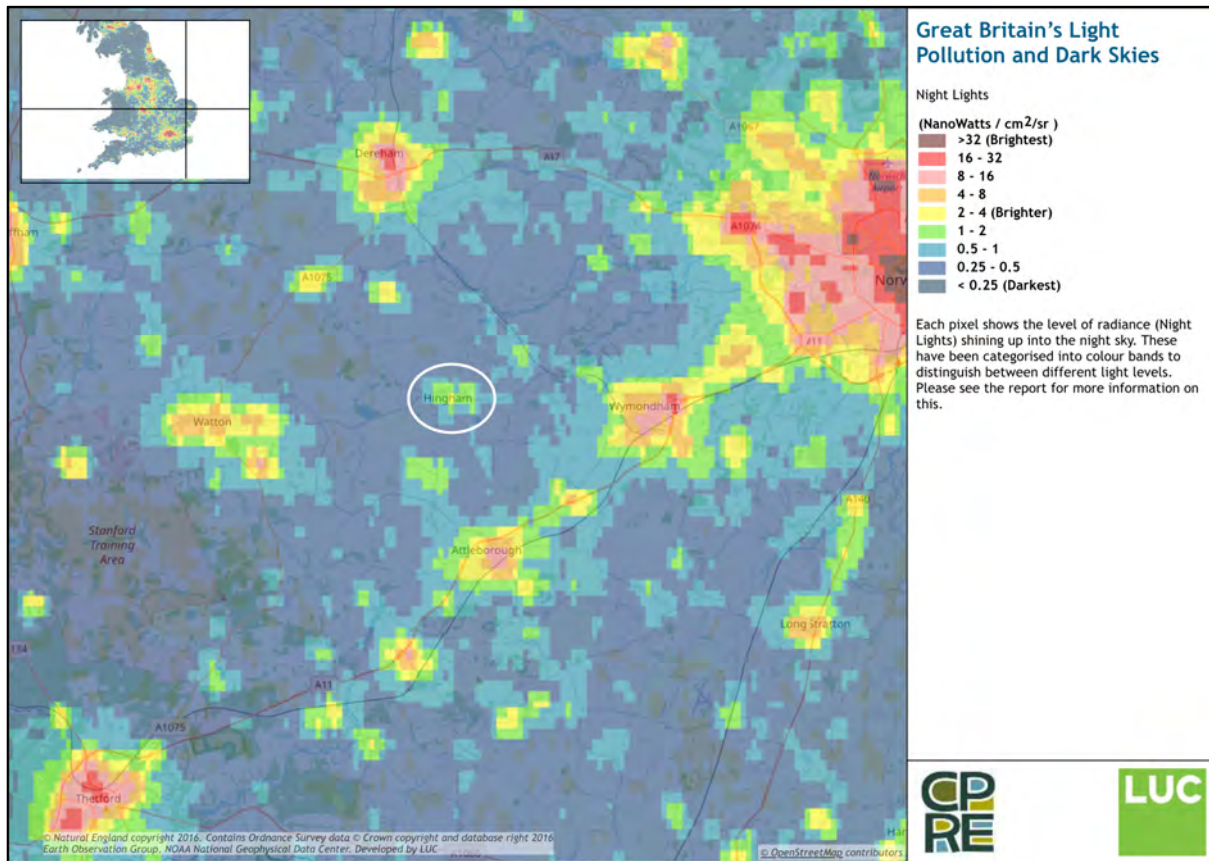 Great Britain's Light
Pollution and Dark Skies
Night Lights
(NanoWatts / cm2/sr )
>32 (Brightest)
16 - 32
8 - 16
4 - 8
2 - 4 (Brighter)
1 - 2
0.5 - 1
0.25 - 0.5
< 0.25 (Darkest)
Each pixel shows the level of radiance (Night
Lights) shining up into the night sky. These
have been categorised into colour bands to
distinguish between different light levels.
Please see the report for more information on
this.
A1067
Dereham
A47
Airport
ffham
A1074
A1075
Norw
A11
Hingham
Wymondham
Watton
A140
Stanford
Training
Area
Attleborough
Long Stratton
A11
A1075
Thetford
© Natural England copyright 2016. Contains Ordnance Survey data © Crown copyright and database right 2016
Earth Observation Group, NOAA National Geophysical Data Center. Developed by LUC
© OpenStreetMap contributors
CPRE
LUC